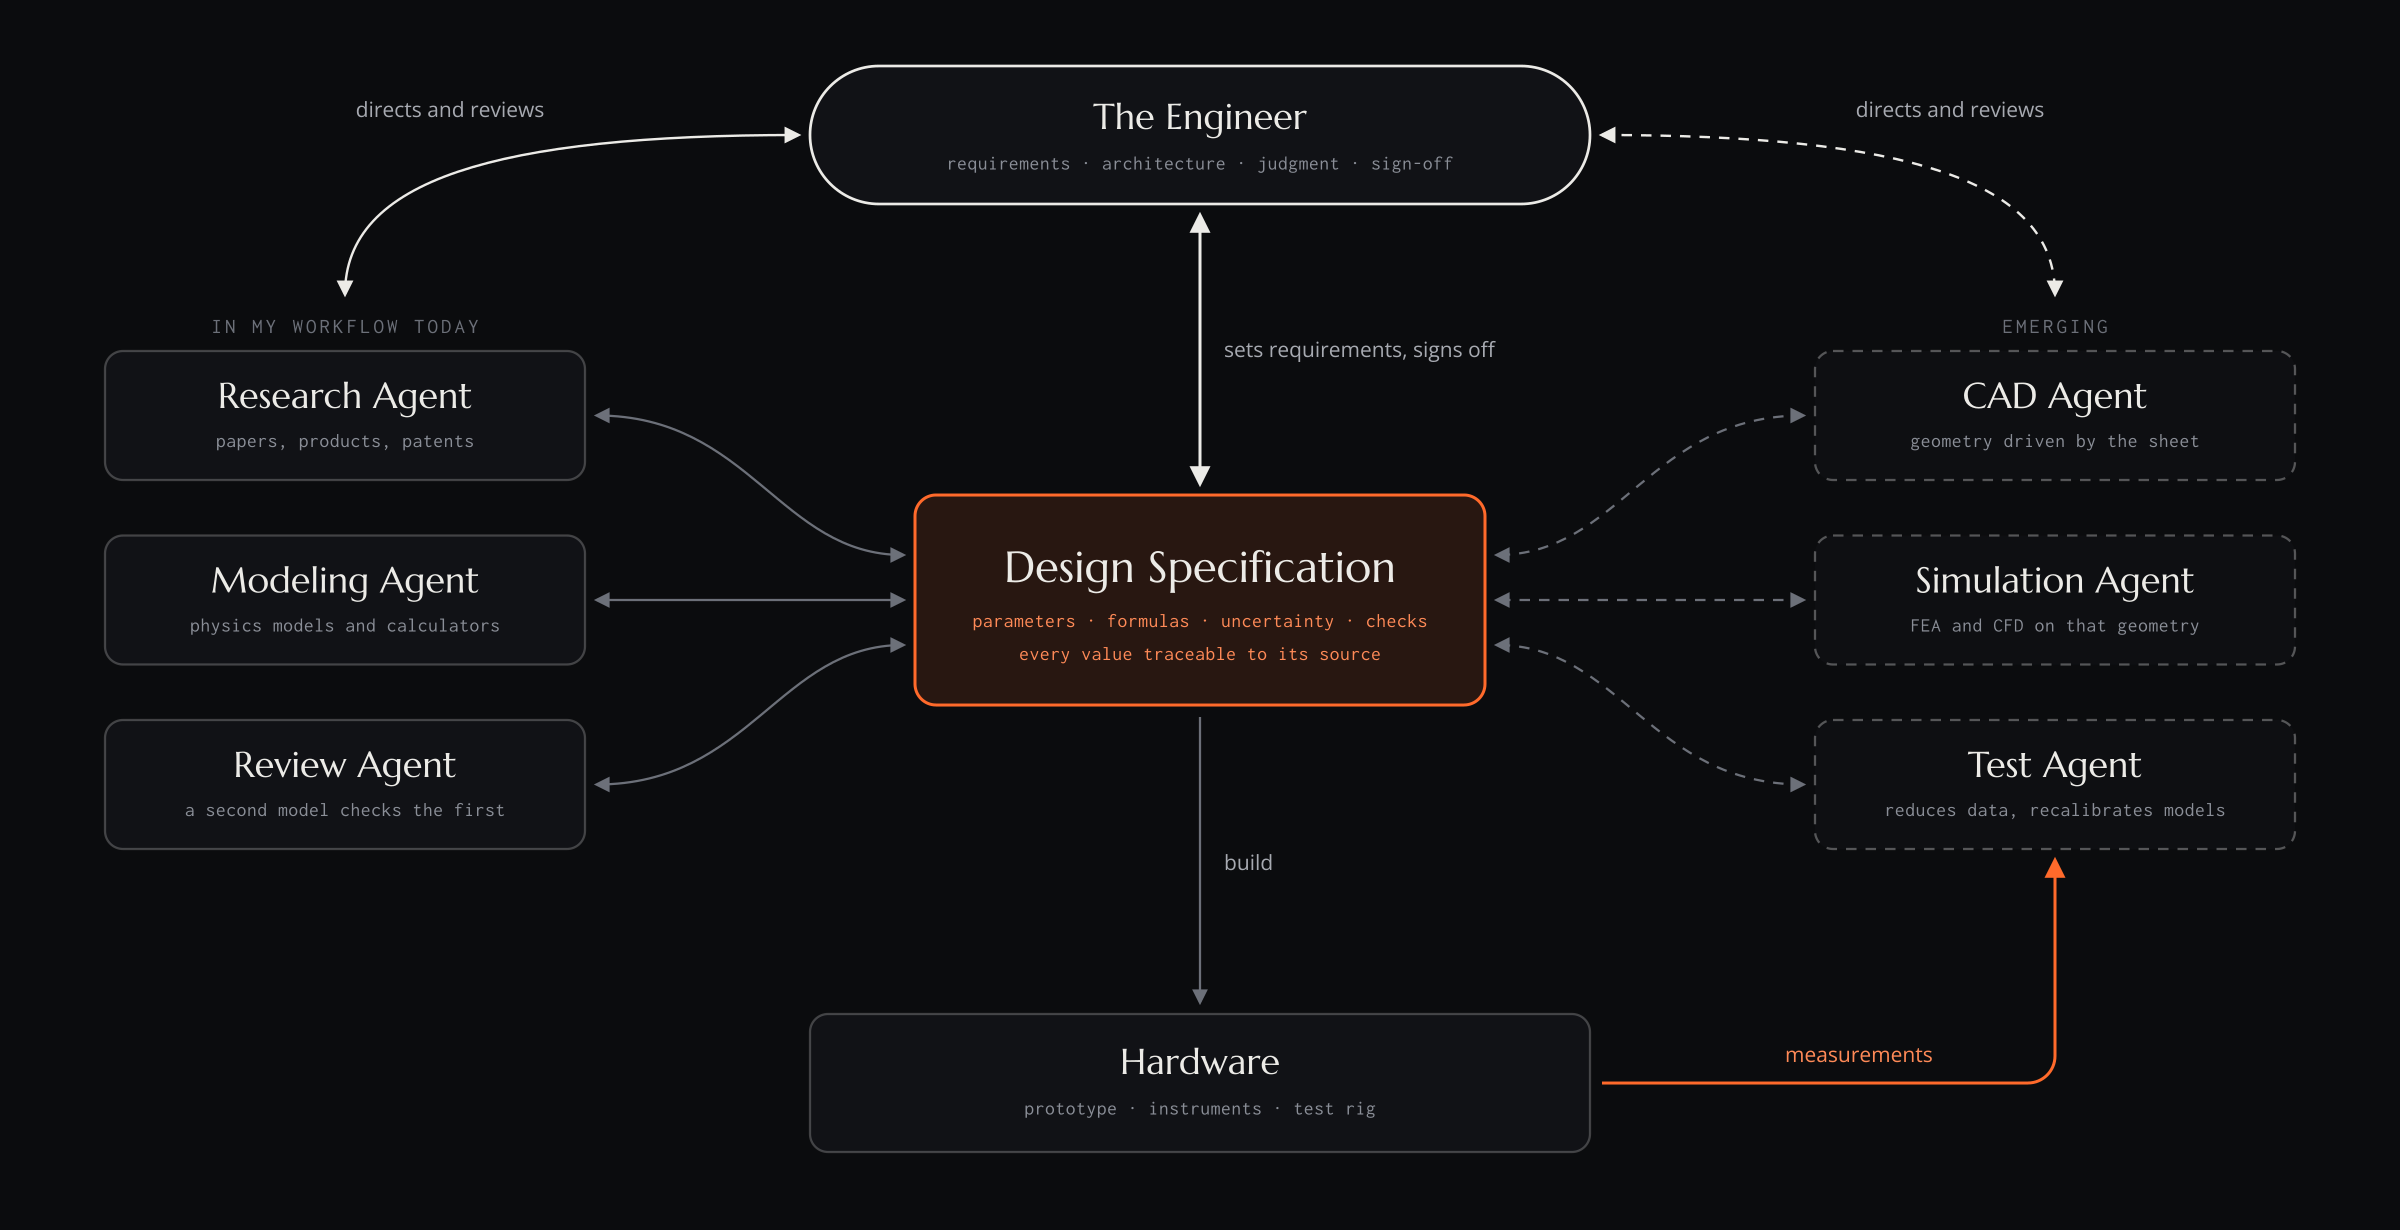 The Engineer
requirements · architecture · judgment · sign-off
directs and reviews
directs and reviews
sets requirements, signs off
IN MY WORKFLOW TODAY
Research Agent
papers, products, patents
Modeling Agent
physics models and calculators
Review Agent
a second model checks the first
Design Specification
parameters · formulas · uncertainty · checks
every value traceable to its source
EMERGING
CAD Agent
geometry driven by the sheet
Simulation Agent
FEA and CFD on that geometry
Test Agent
reduces data, recalibrates models
build
measurements
Hardware
prototype · instruments · test rig